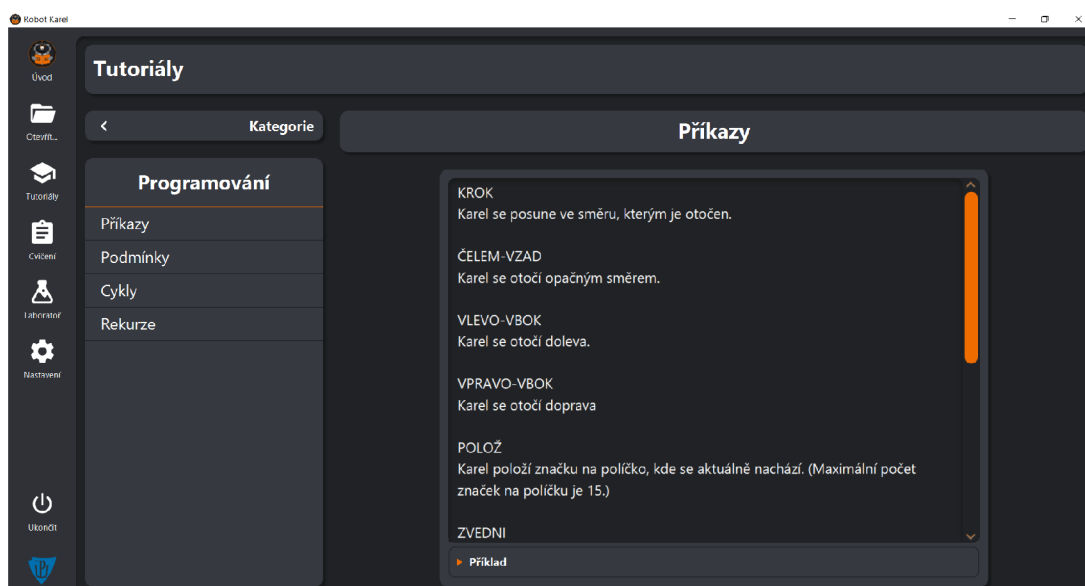 Robot Karel
Úvod
Otevřít...
Tutoriály
Cvičení
Laboratoř
Nastavení
Ukončit
Tutoriály
Kategorie
Programování
Příkazy
Podmínky
Cykly
Rekurze
Příkazy
KROK
Karel se posune ve směru, kterým je otočen.
ČELEM-VZAD
Karel se otočí opačným směrem.
VLEVO-VBOK
Karel se otočí doleva.
VPRAVO-VBOK
Karel se otočí doprava
POLOŽ
Karel položí značku na políčko, kde se aktuálně nachází. (Maximální počet
značek na políčku je 15.)
ZVEDNI
Příklad